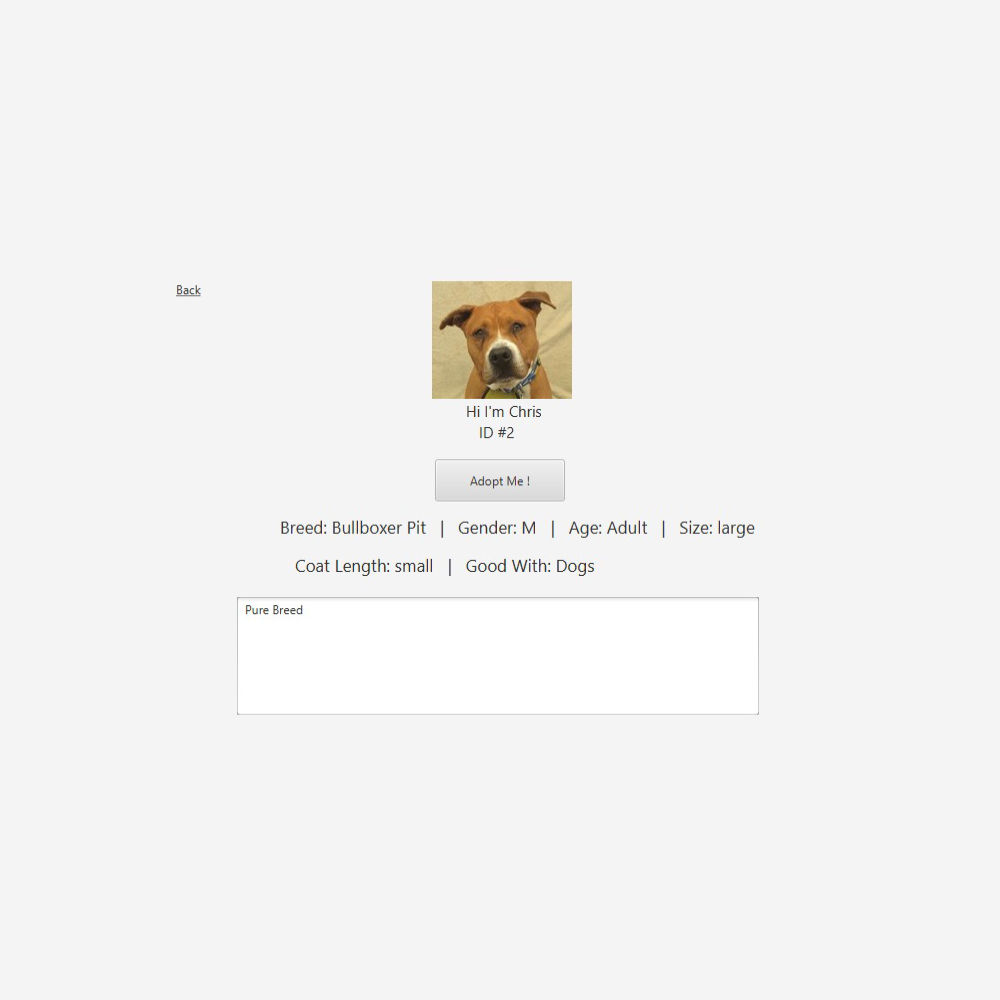 Back
Hi I'm Chris
ID #2
Adopt Me !
Breed: Bullboxer Pit | Gender: M | Age: Adult | Size: large
Coat Length: small | Good With: Dogs
Pure Breed